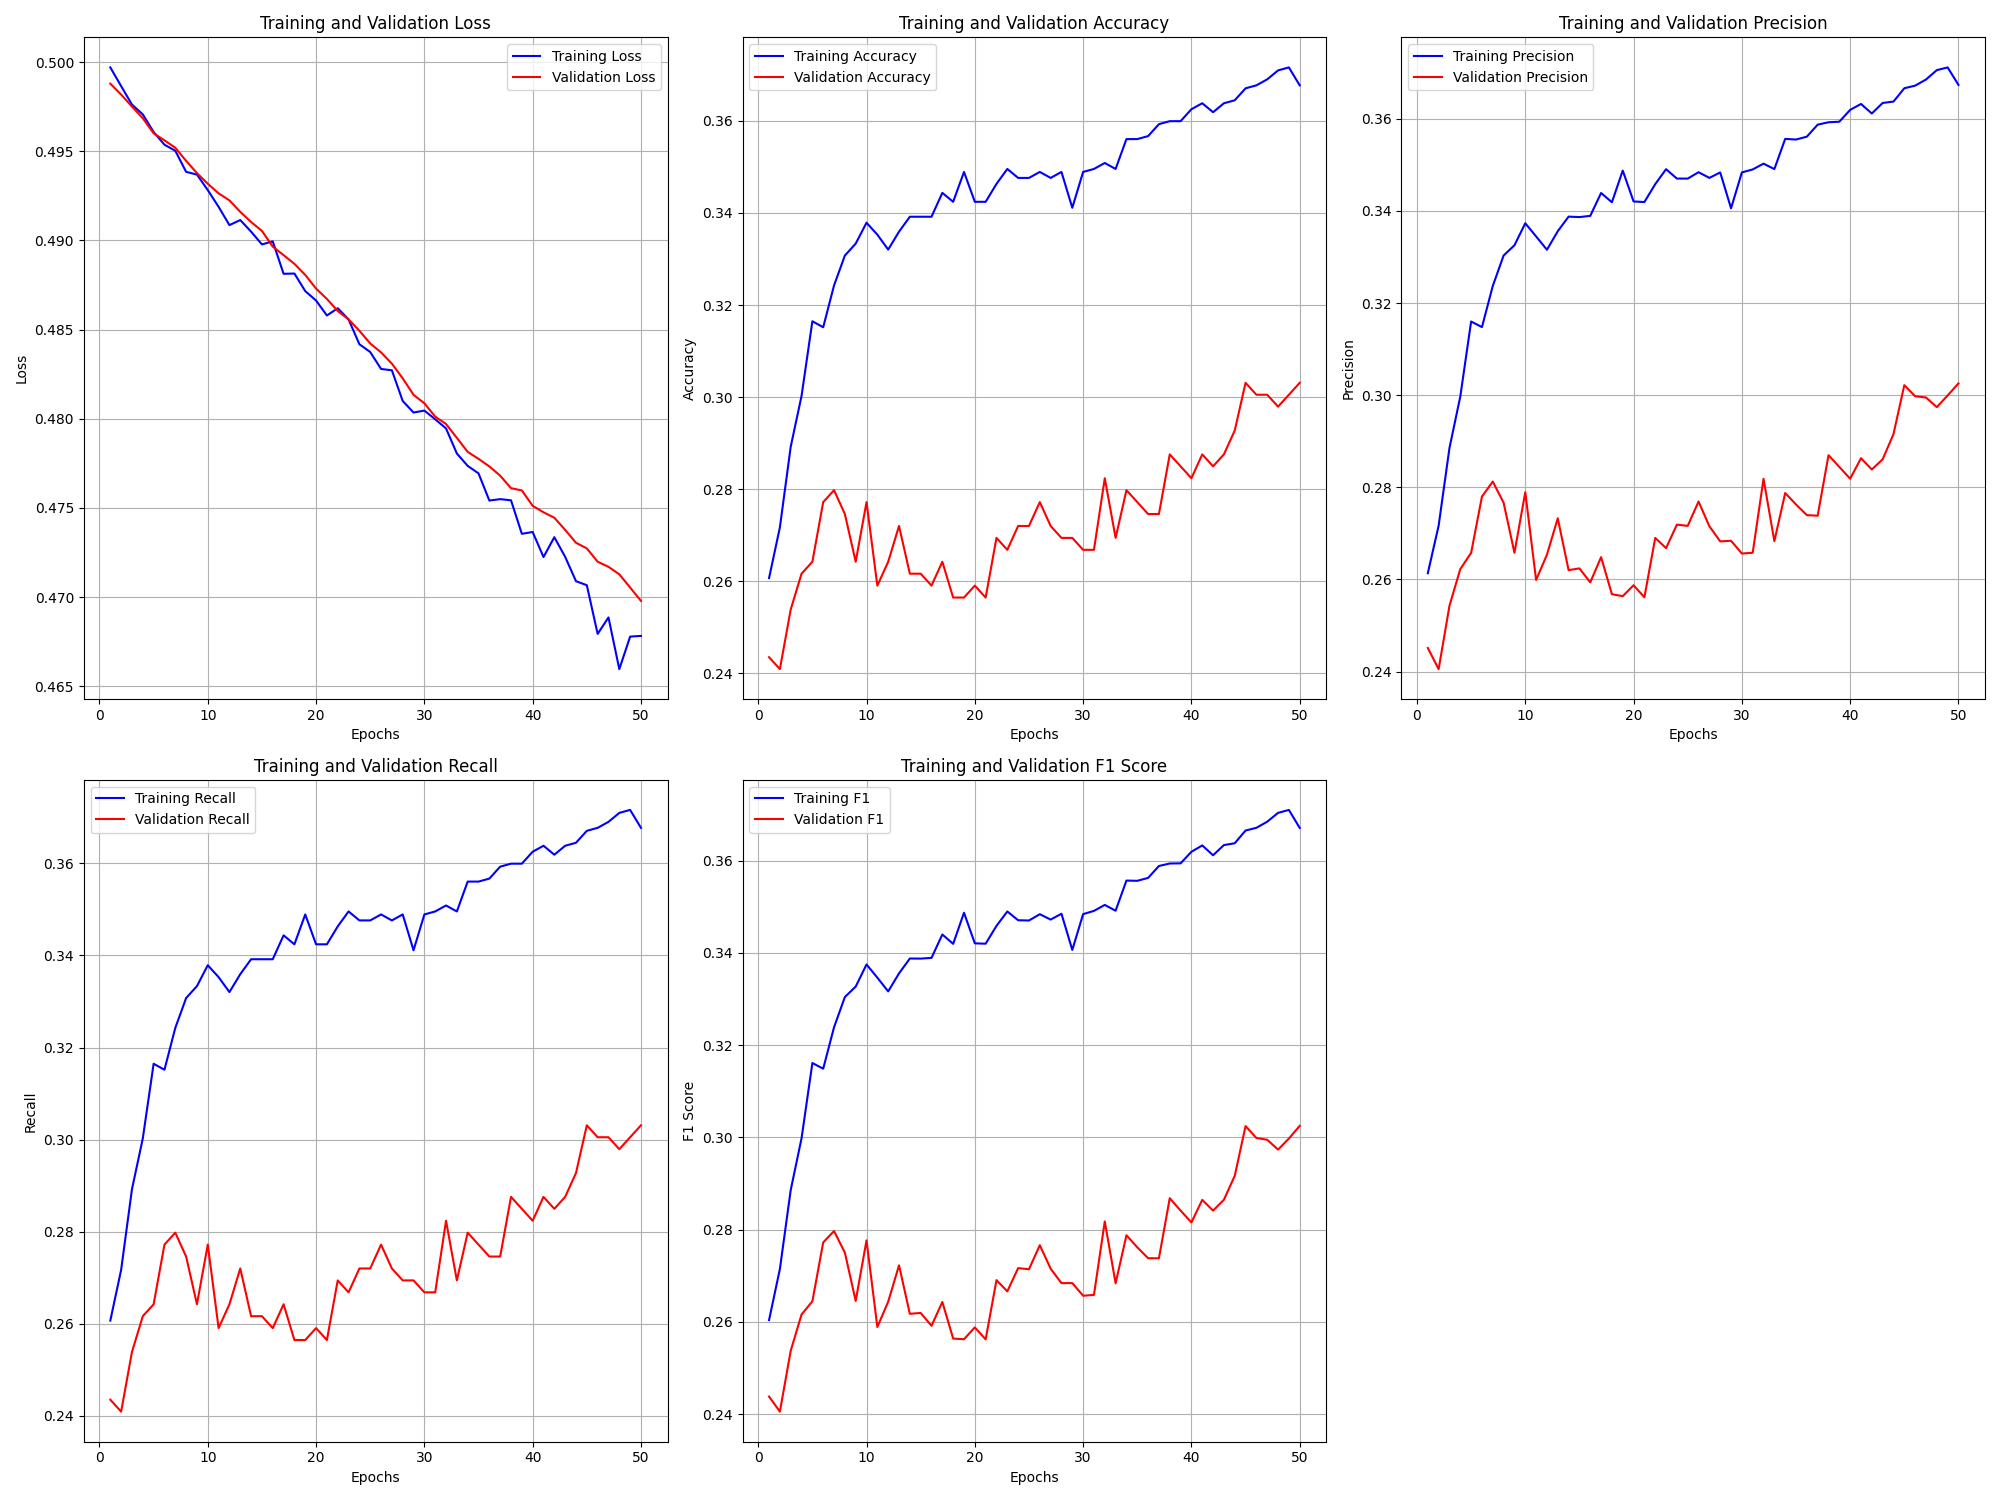 Training and Validation Loss
Training Loss
Validation Loss
0.500
0.495
0.490
0.485
0.480
0.475
0.470
0.465
Loss
0 10 20 30 40 50
Epochs
Training and Validation Accuracy
Training Accuracy
Validation Accuracy
0.36
0.34
0.32
0.30
0.28
0.26
0.24
Accuracy
0 10 20 30 40 50
Epochs
Training and Validation Precision
Training Precision
Validation Precision
0.36
0.34
0.32
0.30
0.28
0.26
0.24
Precision
0 10 20 30 40 50
Epochs
Training and Validation Recall
Training Recall
Validation Recall
0.36
0.34
0.32
0.30
0.28
0.26
0.24
Recall
0 10 20 30 40 50
Epochs
Training and Validation F1 Score
Training F1
Validation F1
0.36
0.34
0.32
0.30
0.28
0.26
0.24
F1 Score
0 10 20 30 40 50
Epochs